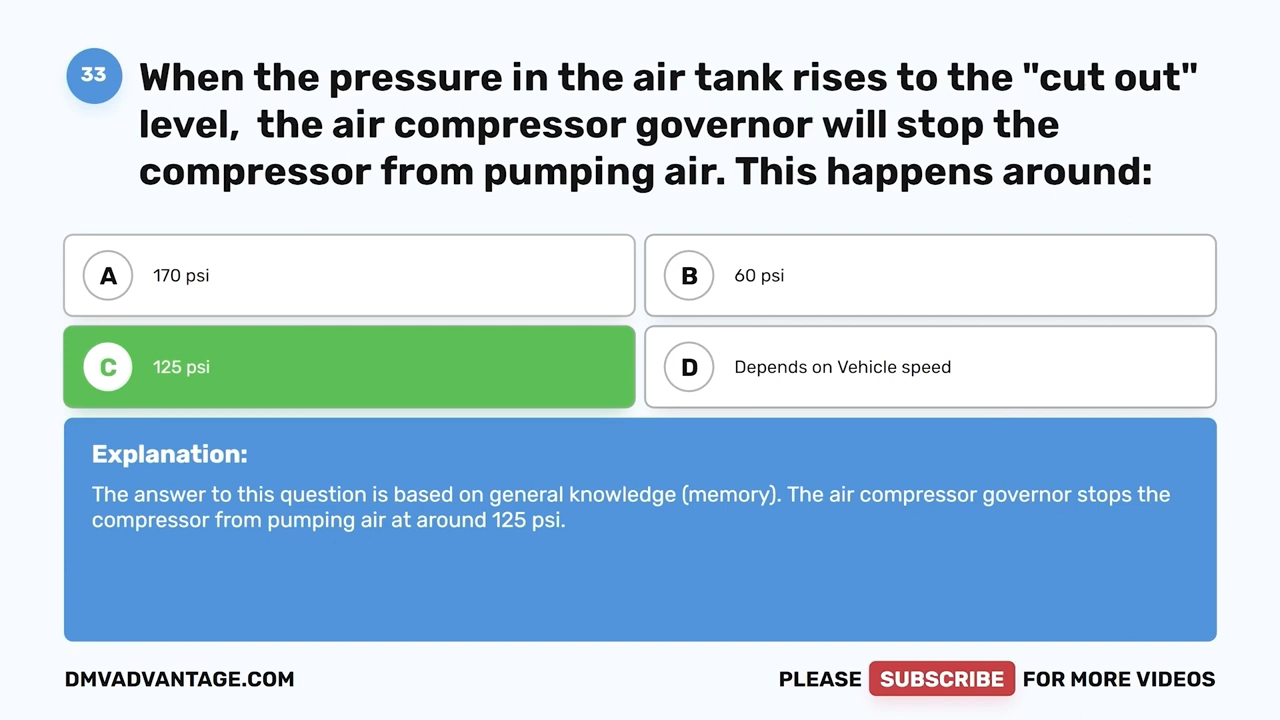 33
When the pressure in the air tank rises to the "cut out"
level,  the air compressor governor will stop the
compressor from pumping air. This happens around:
A 170 psi
B 60 psi
C 125 psi
D Depends on Vehicle speed
Explanation:
The answer to this question is based on general knowledge (memory). The air compressor governor stops the
compressor from pumping air at around 125 psi.
DMVADVANTAGE.COM
PLEASE SUBSCRIBE FOR MORE VIDEOS